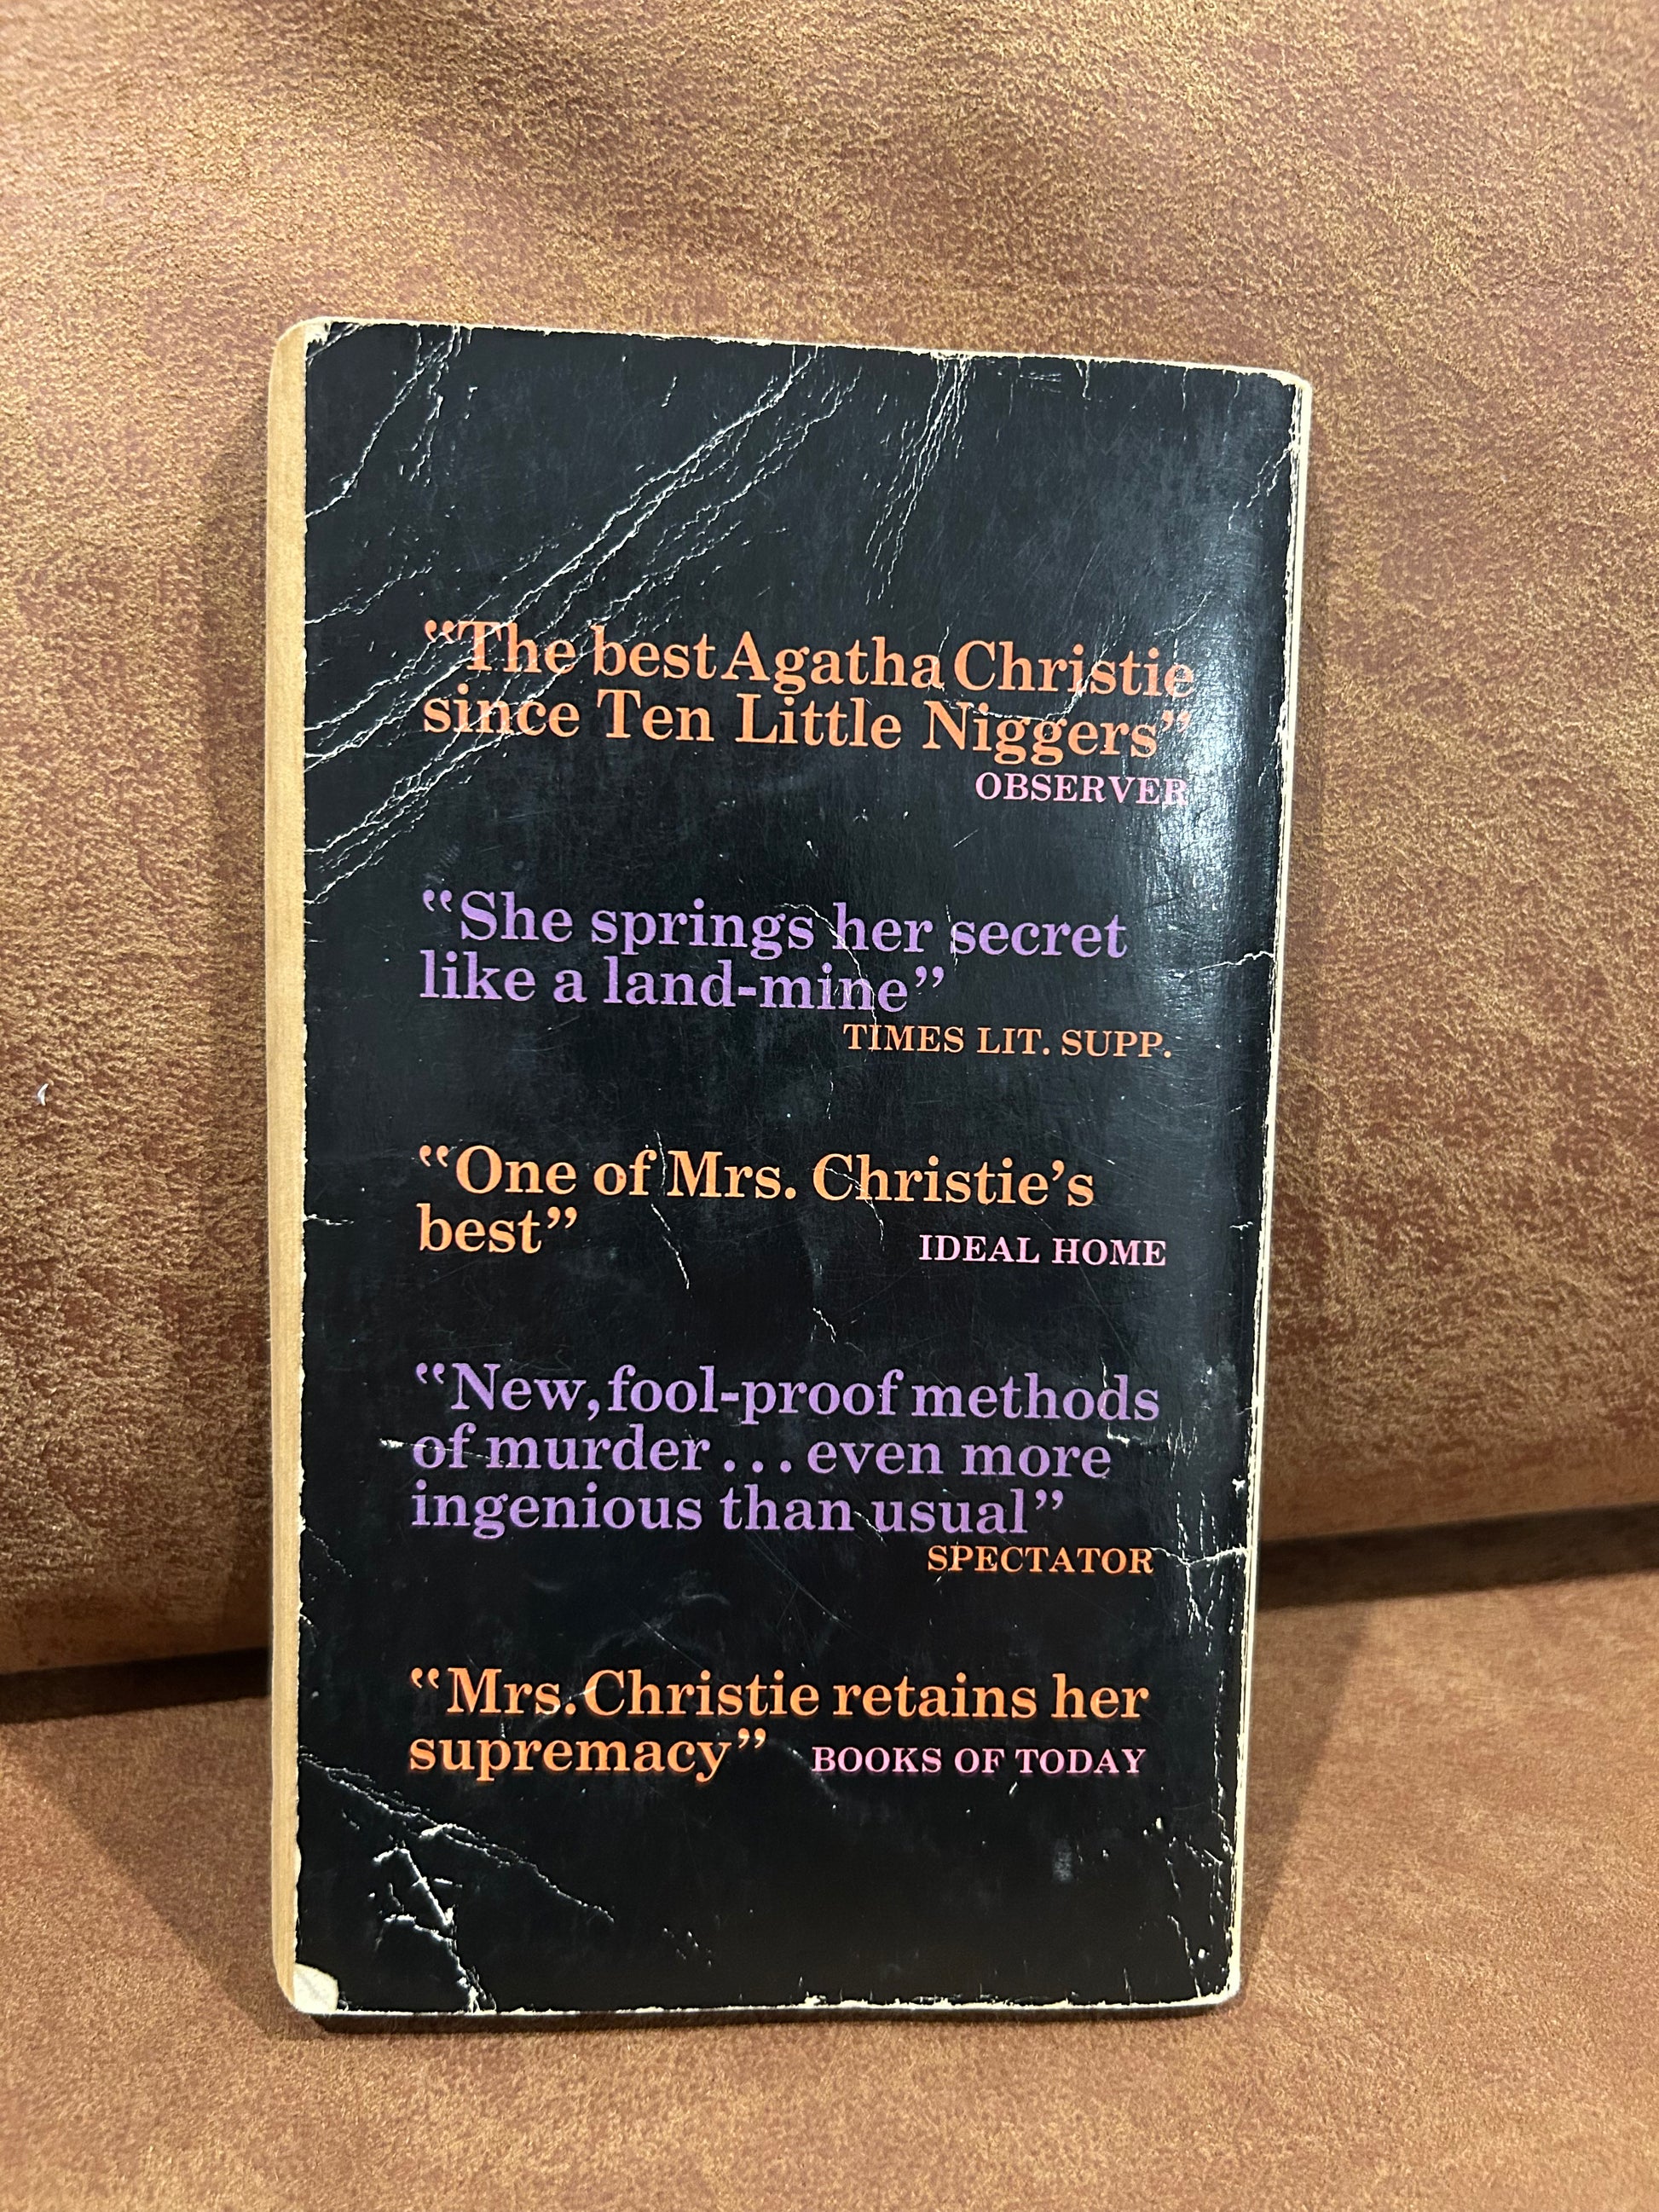 “The best Agatha Christie
since Ten Little Niggers”
OBSERVER
“She springs her secret
like a land-mine”
TIMES LIT. SUPP.
“One of Mrs. Christie’s
best” IDEAL HOME
“New, fool-proof methods
of murder . . . even more
ingenious than usual”
SPECTATOR
“Mrs. Christie retains her
supremacy” BOOKS OF TODAY